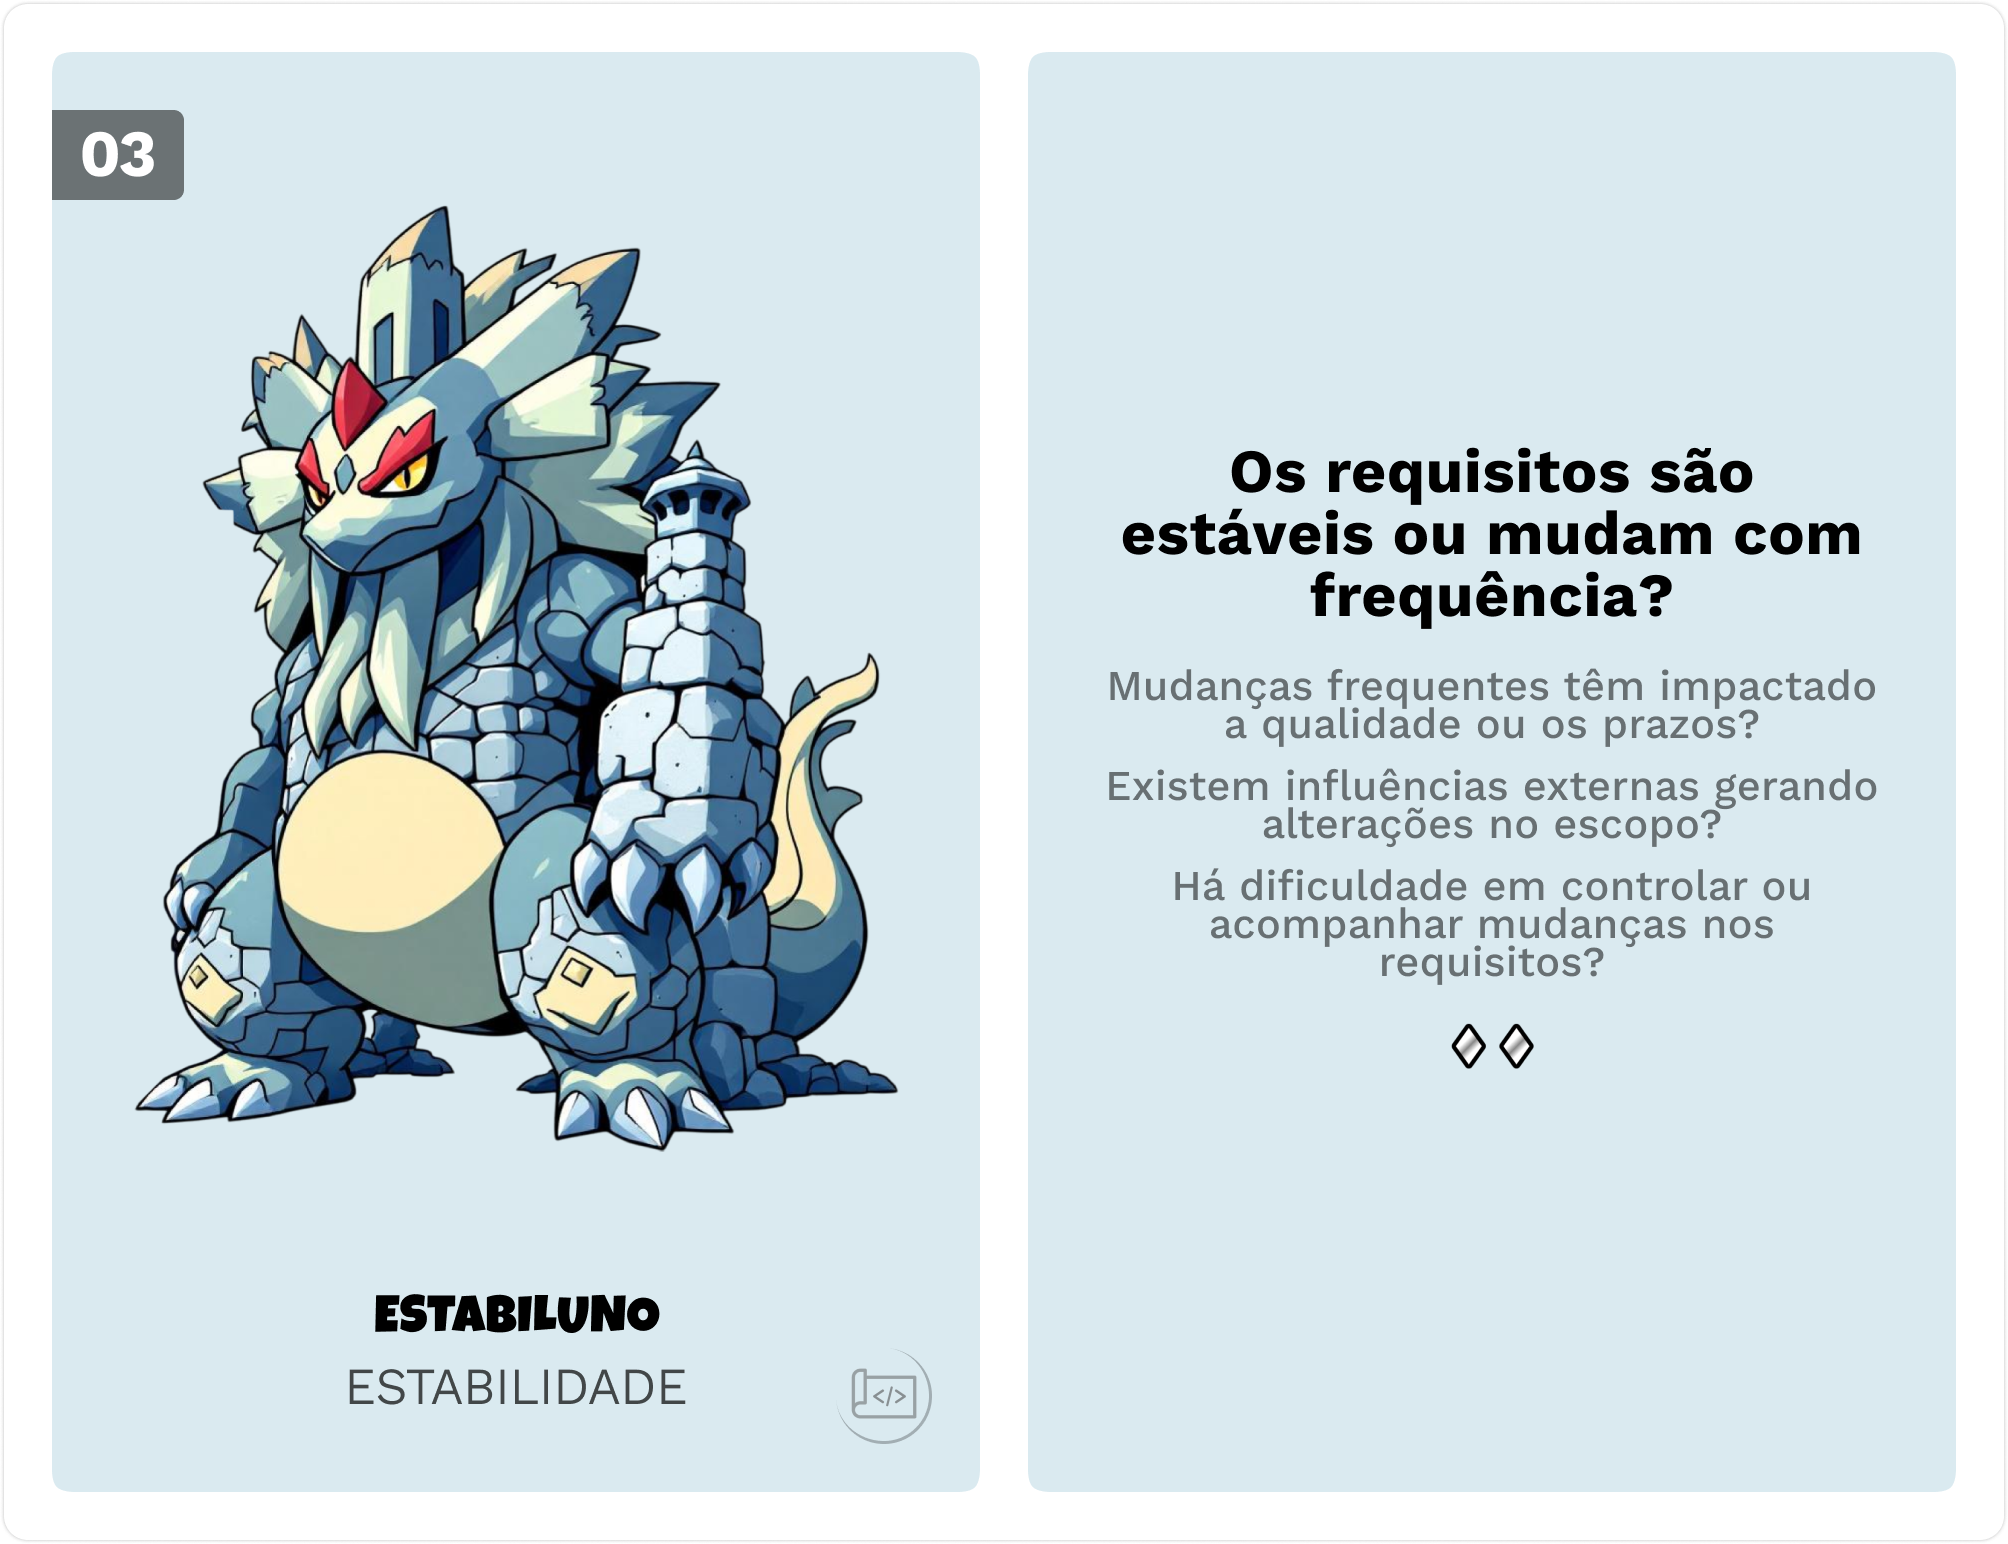 03
ESTABILUNO
ESTABILIDADE
</>
Os requisitos são
estáveis ou mudam com
frequência?
Mudanças frequentes têm impactado
a qualidade ou os prazos?
Existem influências externas gerando
alterações no escopo?
Há dificuldade em controlar ou
acompanhar mudanças nos
requisitos?